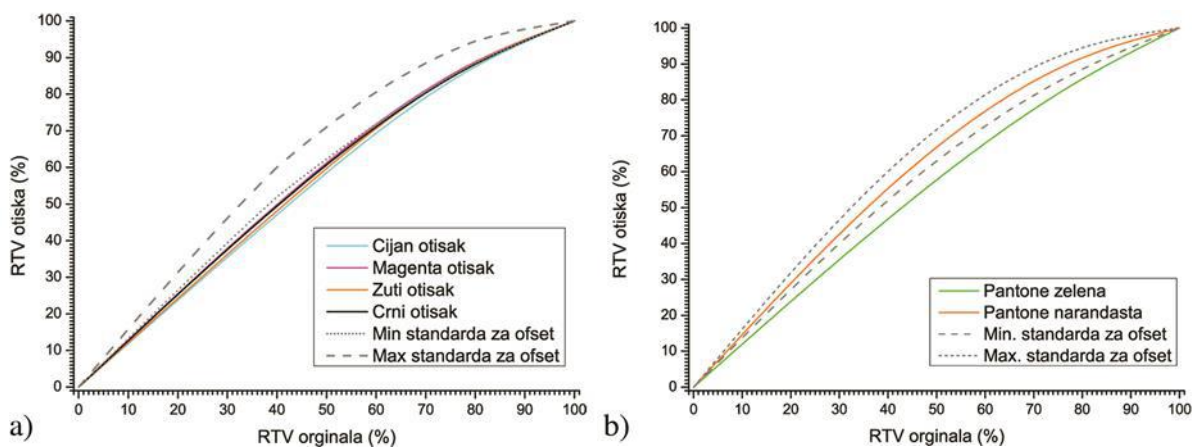 100
90
80
70
60
50
40
30
20
10
0
RTV otiska (%)
Cijan otisak
Magenta otisak
Zuti otisak
Crni otisak
Min standarda za ofset
Max standarda za ofset
0 10 20 30 40 50 60 70 80 90 100
RTV orginala (%)
a)
100
90
80
70
60
50
40
30
20
10
0
RTV otiska (%)
Pantone zelena
Pantone narandasta
Min. standarda za ofset
Max. standarda za ofset
0 10 20 30 40 50 60 70 80 90 100
RTV orginala (%)
b)